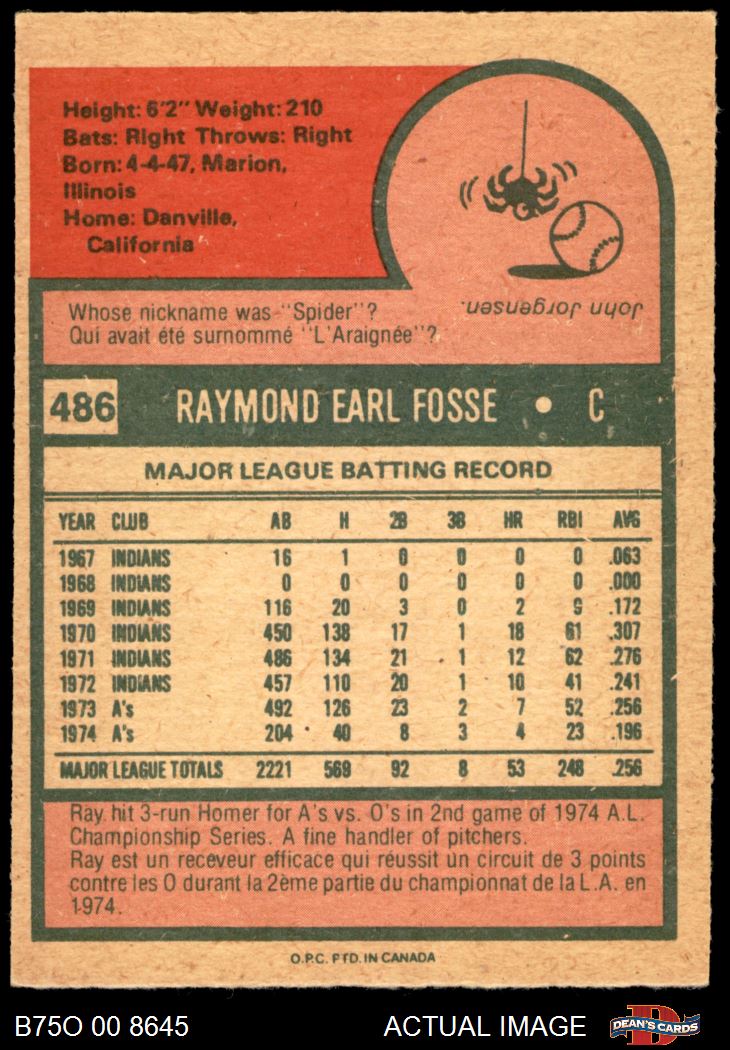 Height: 6'2" Weight: 210
Bats: Right Throws: Right
Born: 4-4-47, Marion,
Illinois
Home: Danville,
California
Whose nickname was "Spider"?
Qui avait été surnommé "L'Araignée"?
John Jorgensen.
486 RAYMOND EARL FOSSE • C
MAJOR LEAGUE BATTING RECORD
YEAR CLUB AB H 2B 3B HR RBI AVG
1967 INDIANS 16 1 0 0 0 0 .063
1968 INDIANS 0 0 0 0 0 0 .000
1969 INDIANS 116 20 3 0 2 9 .172
1970 INDIANS 450 138 17 1 18 61 .307
1971 INDIANS 486 134 21 1 12 62 .276
1972 INDIANS 457 110 20 1 10 41 .241
1973 A's 492 126 23 2 7 52 .256
1974 A's 204 40 8 3 4 23 .196
MAJOR LEAGUE TOTALS 2221 569 92 8 53 248 .256
Ray hit 3-run Homer for A's vs. O's in 2nd game of 1974 A.L.
Championship Series. A fine handler of pitchers.
Ray est un receveur efficace qui réussit un circuit de 3 points
contre les O durant la 2ème partie du championnat de la L.A. en
1974.
O.P.C. PTD. IN CANADA
B75O 00 8645 ACTUAL IMAGE DEAN'S CARDS